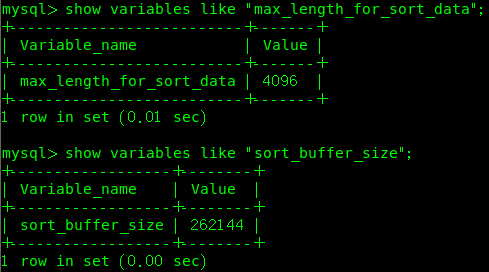 mysql> show variables like "max_length_for_sort_data";
+--------------------------+-------+
| Variable_name | Value |
+--------------------------+-------+
| max_length_for_sort_data | 4096 |
+--------------------------+-------+
1 row in set (0.01 sec)
mysql> show variables like "sort_buffer_size";
+------------------+--------+
| Variable_name | Value |
+------------------+--------+
| sort_buffer_size | 262144 |
+------------------+--------+
1 row in set (0.00 sec)